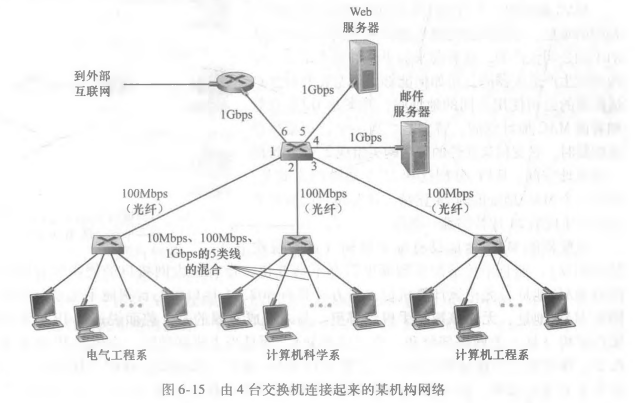 Web
服务器
到外部
互联网
1Gbps
1Gbps
邮件
服务器
1Gbps
6 5
1 4
2 3
100Mbps
(光纤)
100Mbps
(光纤)
100Mbps
(光纤)
10Mbps、100Mbps、
1Gbps的5类线
的混合
电气工程系
计算机科学系
计算机工程系
图 6-15 由 4 台交换机连接起来的某机构网络